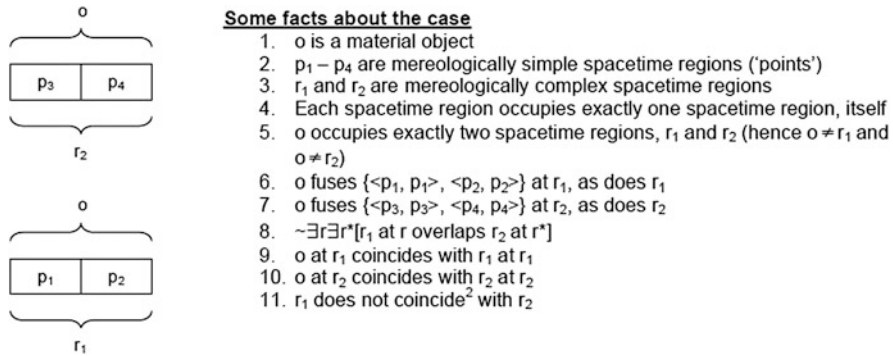 o
p₃ p₄
r₂
o
p₁ p₂
r₁
Some facts about the case
1. o is a material object
2. p₁ – p₄ are mereologically simple spacetime regions (‘points’)
3. r₁ and r₂ are mereologically complex spacetime regions
4. Each spacetime region occupies exactly one spacetime region, itself
5. o occupies exactly two spacetime regions, r₁ and r₂ (hence o ≠ r₁ and
o ≠ r₂)
6. o fuses {<p₁, p₁>, <p₂, p₂>} at r₁, as does r₁
7. o fuses {<p₃, p₃>, <p₄, p₄>} at r₂, as does r₂
8. ~∃r∃r*[r₁ at r overlaps r₂ at r*]
9. o at r₁ coincides with r₁ at r₁
10. o at r₂ coincides with r₂ at r₂
11. r₁ does not coincide² with r₂